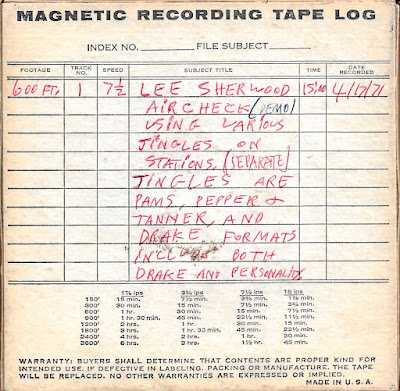 MAGNETIC RECORDING TAPE LOG
INDEX NO. FILE SUBJECT
FOOTAGE TRACK NO. SPEED SUBJECT TITLE TIME DATE RECORDED
600 FT. 1 7½ LEE SHERWOOD 15:00 4/17/71
AIRCHECK (DEMO)
USING VARIOUS
JINGLES ON
STATIONS (SEPARATE)
JINGLES ARE
PAMS, PEPPER &
TANNER, AND
DRAKE FORMATS
INCLUDE BOTH
DRAKE AND PERSONALITY
1⅞ ips 3¾ ips 7½ ips 15 ips
150' 15 min. 7½ min. 3¾ min. 1⅞ min.
300' 30 min. 15 min. 7½ min. 3¾ min.
600' 1 hr. 30 min. 15 min. 7½ min.
900' 1 hr. 30 min. 45 min. 22½ min. 11¼ min.
1200' 2 hrs. 1 hr. 30 min. 15 min.
1800' 3 hrs. 1 hr. 30 min. 45 min. 22½ min.
2400' 4 hrs. 2 hrs. 1 hr. 30 min.
3600' 6 hrs. 3 hrs. 1½ hr. 45 min.
WARRANTY: BUYERS SHALL DETERMINE THAT CONTENTS ARE PROPER KIND FOR
INTENDED USE. IF DEFECTIVE IN LABELING, PACKING OR MANUFACTURE, THE TAPE
WILL BE REPLACED. NO OTHER WARRANTIES ARE EXPRESSED OR IMPLIED.
MADE IN U.S.A.